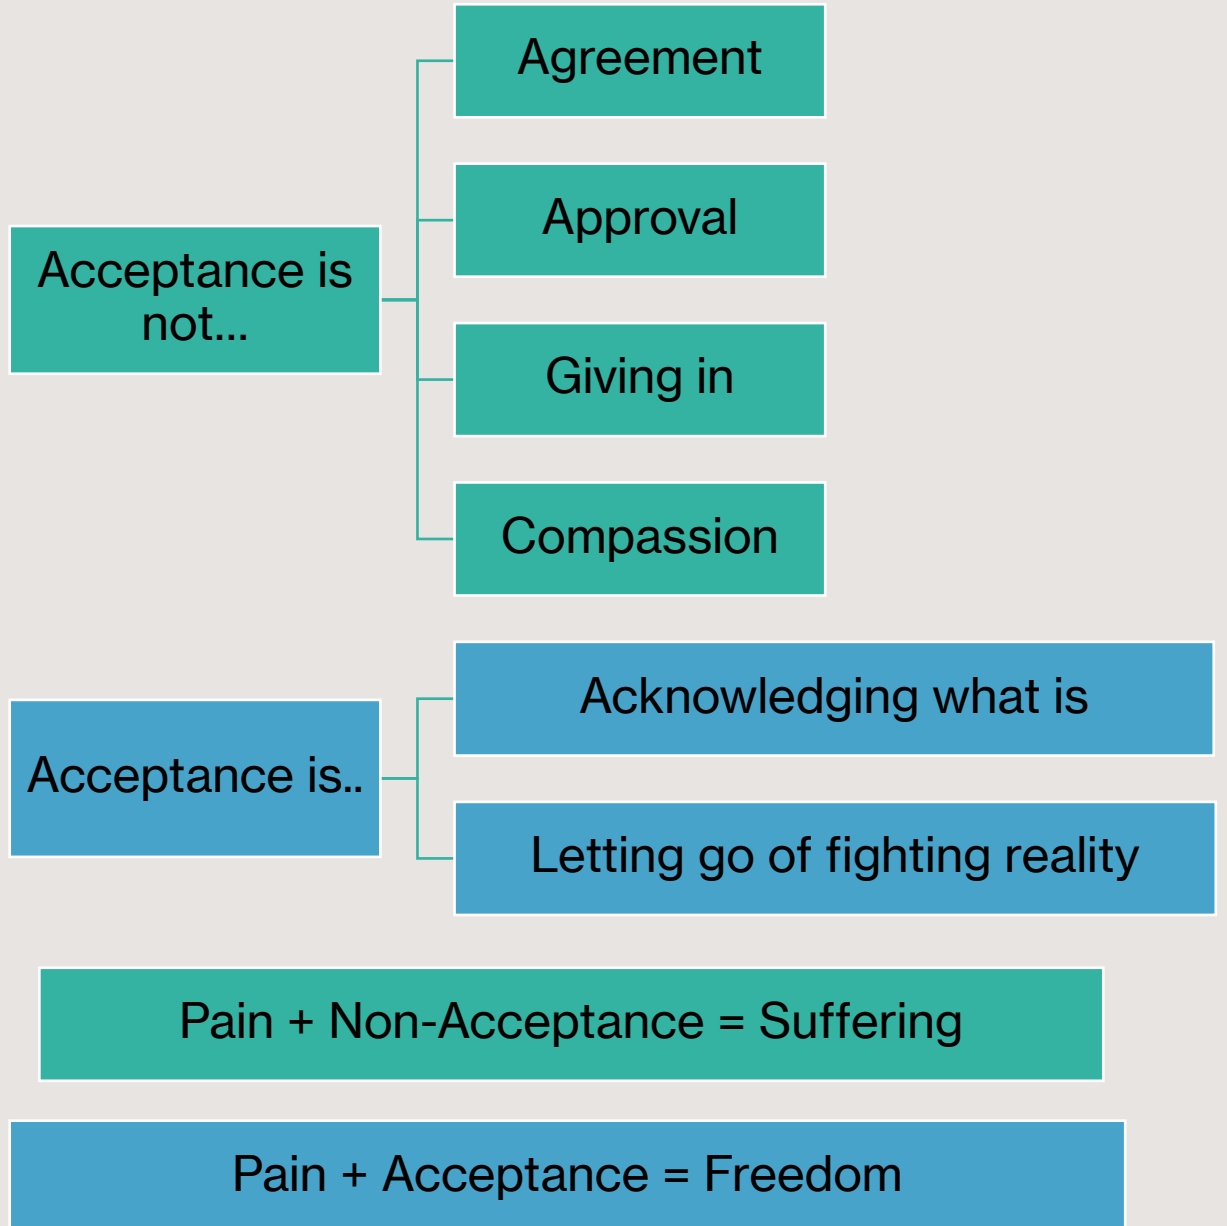 Acceptance is
not...
Agreement
Approval
Giving in
Compassion
Acceptance is..
Acknowledging what is
Letting go of fighting reality
Pain + Non-Acceptance = Suffering
Pain + Acceptance = Freedom